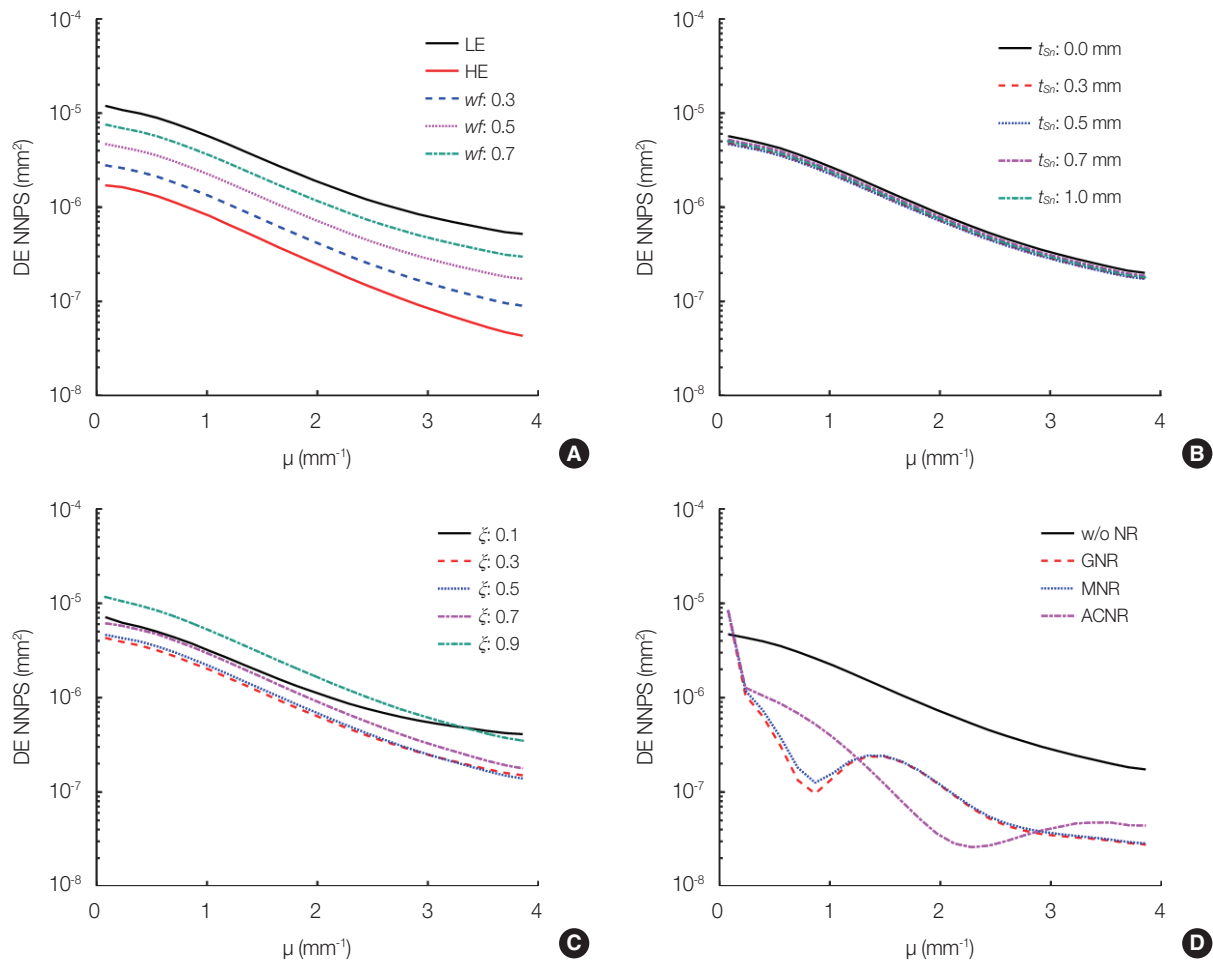 10⁻⁴
10⁻⁵
10⁻⁶
10⁻⁷
10⁻⁸
DE NNPS (mm²)
LE
HE
wf: 0.3
wf: 0.5
wf: 0.7
0 1 2 3 4
µ (mm⁻¹)
A
10⁻⁴
10⁻⁵
10⁻⁶
10⁻⁷
10⁻⁸
DE NNPS (mm²)
tSn: 0.0 mm
tSn: 0.3 mm
tSn: 0.5 mm
tSn: 0.7 mm
tSn: 1.0 mm
0 1 2 3 4
µ (mm⁻¹)
B
10⁻⁴
10⁻⁵
10⁻⁶
10⁻⁷
10⁻⁸
DE NNPS (mm²)
ξ: 0.1
ξ: 0.3
ξ: 0.5
ξ: 0.7
ξ: 0.9
0 1 2 3 4
µ (mm⁻¹)
C
10⁻⁴
10⁻⁵
10⁻⁶
10⁻⁷
10⁻⁸
DE NNPS (mm²)
w/o NR
GNR
MNR
ACNR
0 1 2 3 4
µ (mm⁻¹)
D